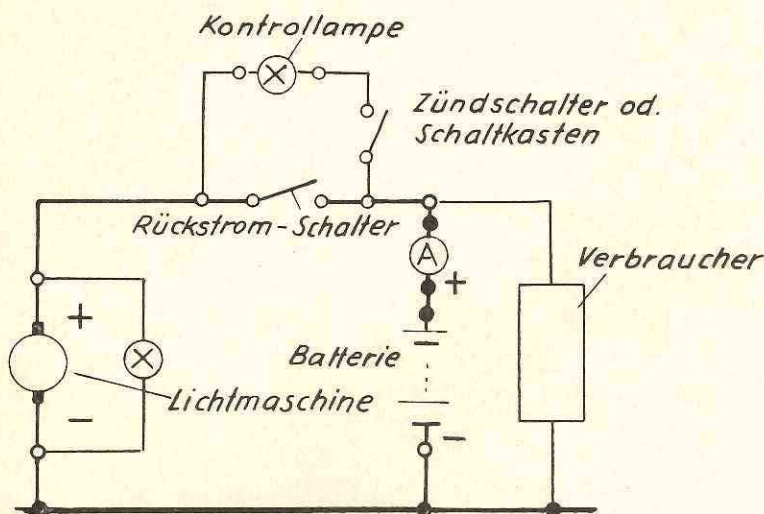 Kontrollampe
Zündschalter od.
Schaltkasten
Rückstrom-Schalter
A
Verbraucher
+
+
Batterie
Lichtmaschine
-
-